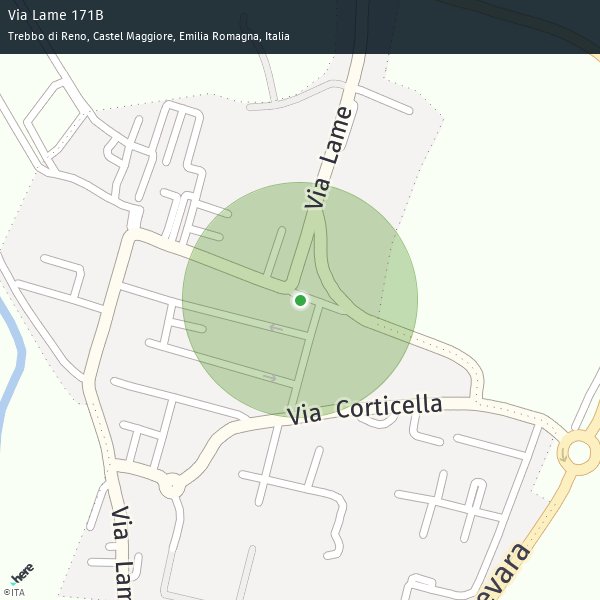 Via Lame 171B
Trebbo di Reno, Castel Maggiore, Emilia Romagna, Italia
Via Lame
Via Corticella
Via Lam
evara
here
©ITA